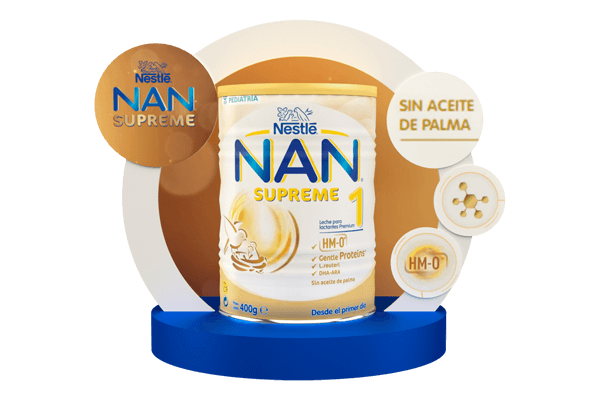 Nestlé
NAN
SUPREME
PEDIATRÍA
Nestlé
NAN
SUPREME
1
Leche para
lactantes Premium
HM-O
Gentle Proteins
L.reuteri
DHA-ARA
Sin aceite de palma
400g e
Desde el primer día
SIN ACEITE
DE PALMA
HM-O